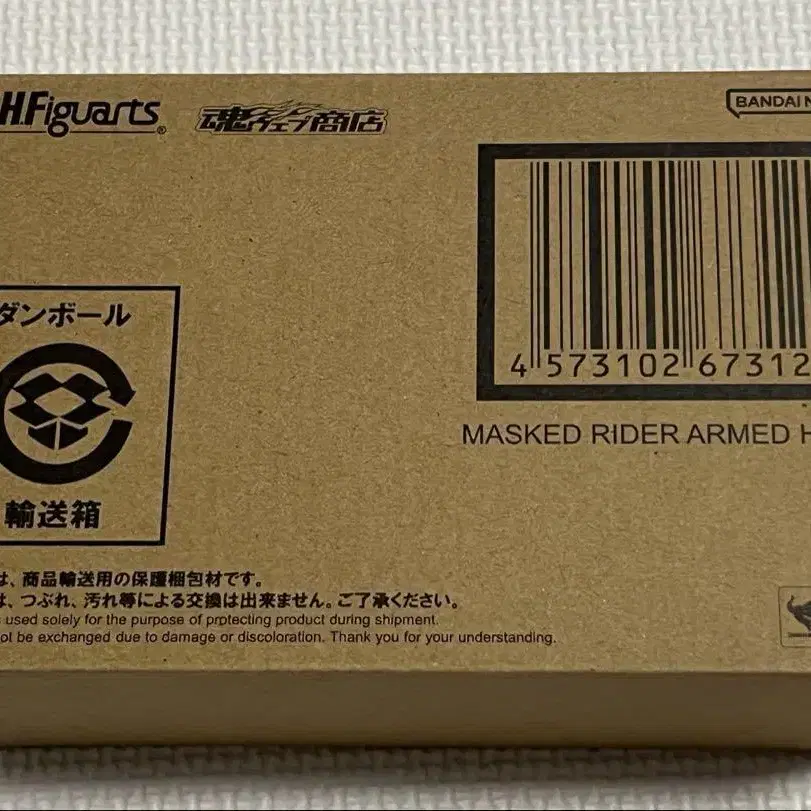 H.Figuarts®
魂ウェブ商店
BANDAI N
4 573102 67312
MASKED RIDER ARMED H
ダンボール
輸送箱
は、商品輸送用の保護梱包材です。
は、つぶれ、汚れ等による交換は出来ません。ご了承ください。
s used solely for the purpose of prptecting product during shipment.
ot be exchanged due to damage or discoloration. Thank you for your understanding.